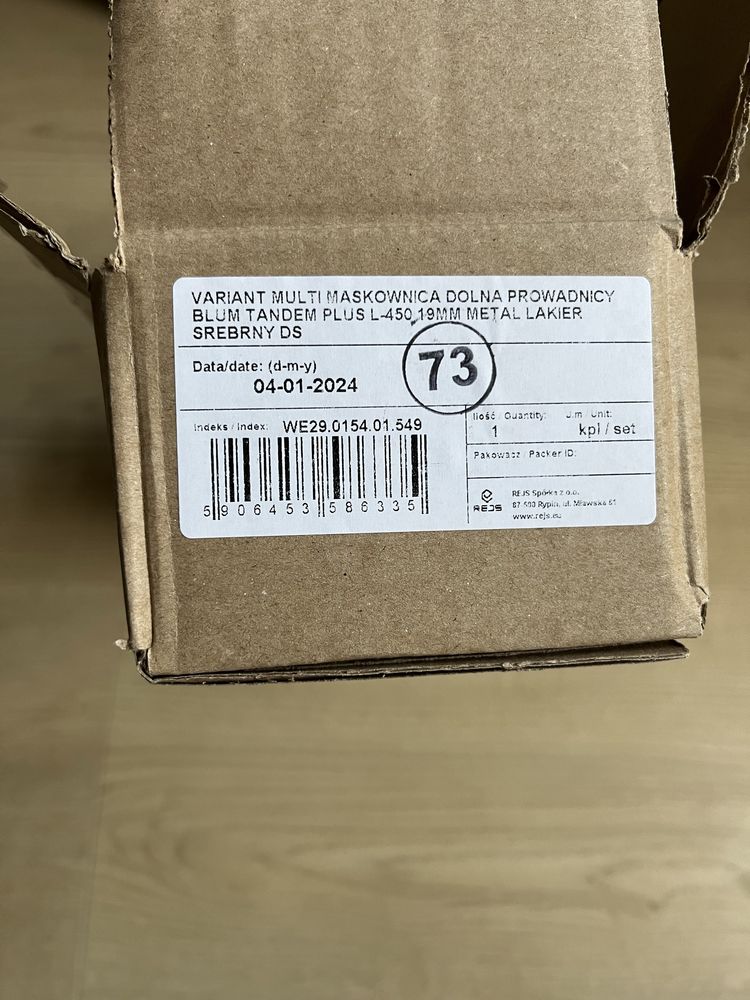 VARIANT MULTI MASKOWNICA DOLNA PROWADNICY
BLUM TANDEM PLUS L-450 19MM METAL LAKIER
SREBRNY DS
Data/date: (d-m-y)
04-01-2024
73
Indeks / Index: WE29.0154.01.549
5 906453 586335
Ilość / Quantity:
1
J.m / Unit:
kpl / set
Pakowacz / Packer ID:
REJS
REJS Spółka z o.o.
87-500 Rypin, ul. Mławska 61
www.rejs.eu